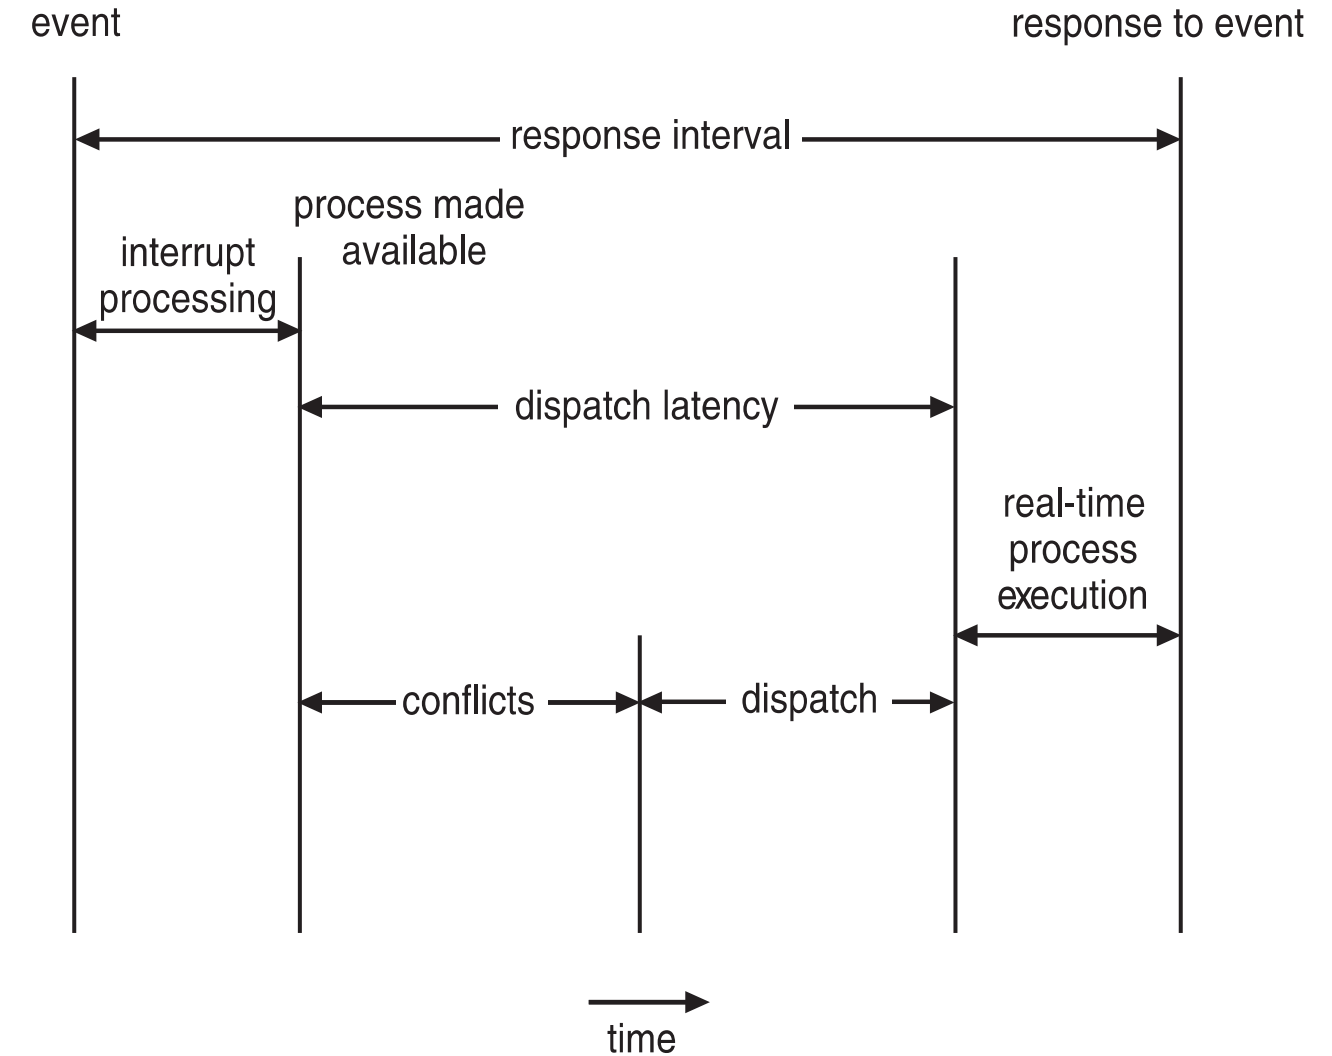 event
response to event
response interval
process made
available
interrupt
processing
dispatch latency
real-time
process
execution
conflicts
dispatch
time